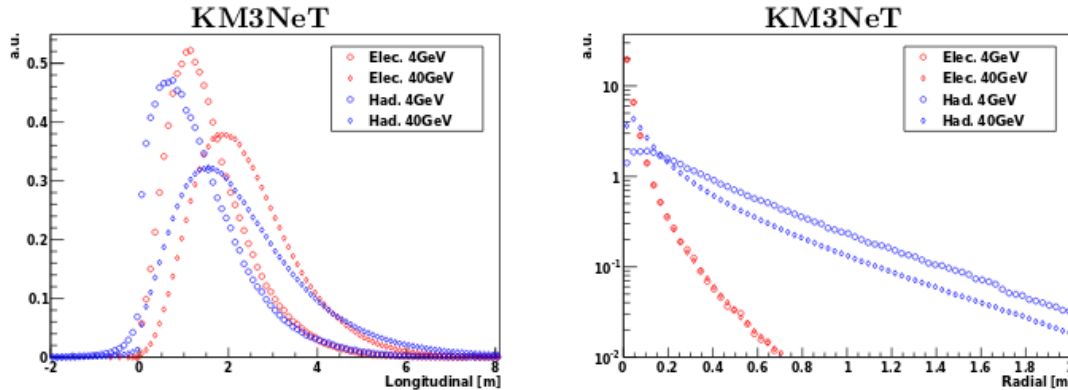 KM3NeT
a.u.
0.5
0.4
0.3
0.2
0.1
0
Elec. 4GeV
Elec. 40GeV
Had. 4GeV
Had. 40GeV
-2 0 2 4 6 8
Longitudinal [m]
KM3NeT
a.u.
10
1
10⁻¹
10⁻²
Elec. 4GeV
Elec. 40GeV
Had. 4GeV
Had. 40GeV
0 0.2 0.4 0.6 0.8 1 1.2 1.4 1.6 1.8
Radial [m]